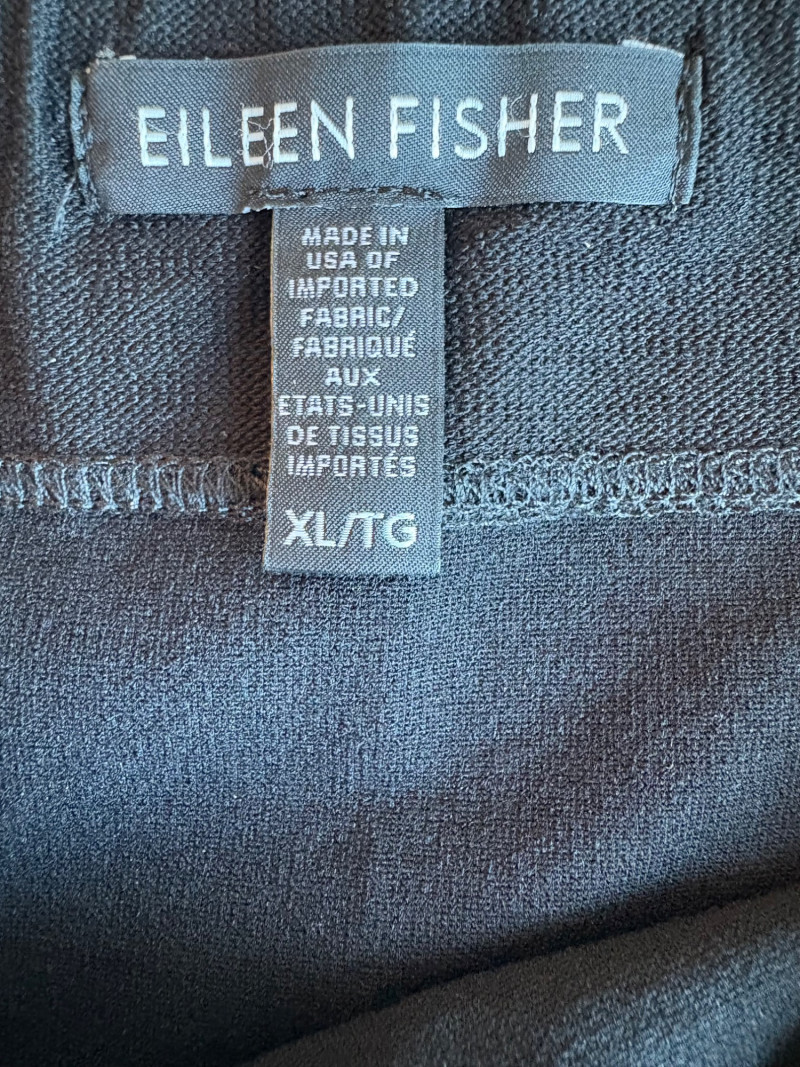 EILEEN FISHER
MADE IN
USA OF
IMPORTED
FABRIC/
FABRIQUÉ
AUX
ETATS-UNIS
DE TISSUS
IMPORTÉS
XL/TG